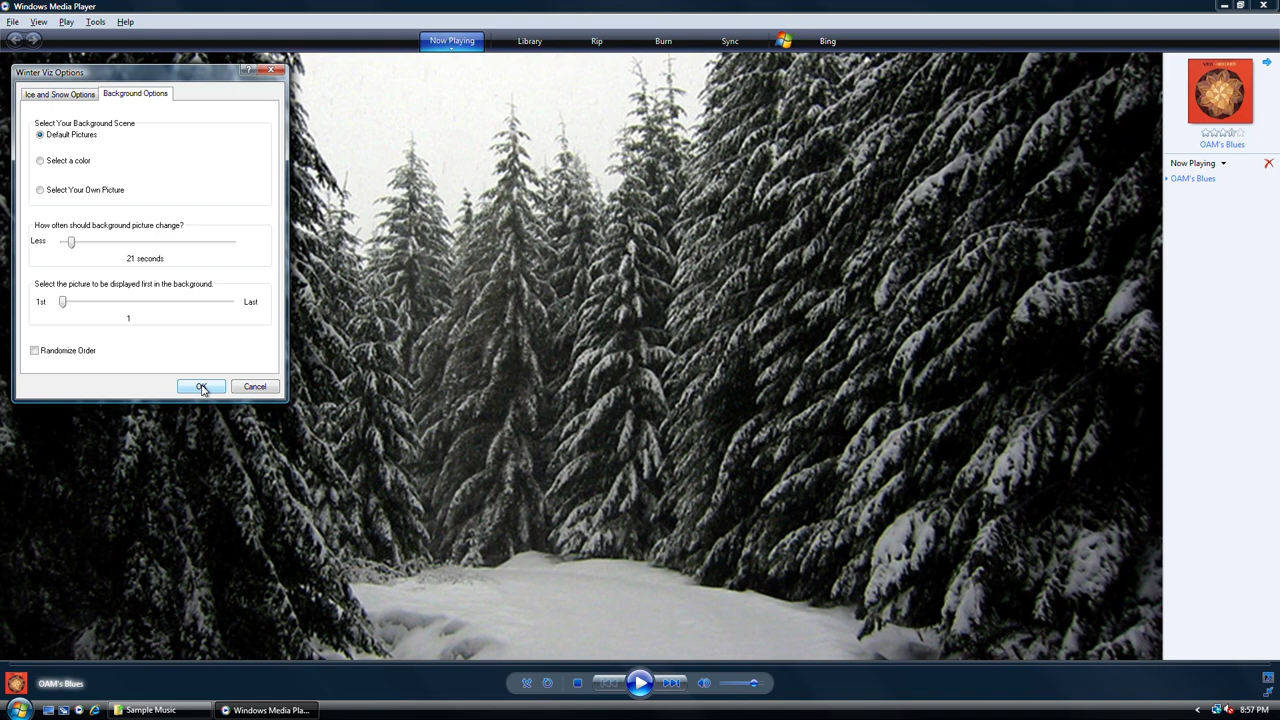 Windows Media Player
File View Play Tools Help
Now Playing Library Rip Burn Sync Bing
Winter Viz Options
Ice and Snow Options Background Options
Select Your Background Scene
Default Pictures
Select a color
Select Your Own Picture
How often should background picture change?
Less
21 seconds
Select the picture to be displayed first in the background.
1st Last
1
Randomize Order
OK Cancel
OAM's Blues
Now Playing
OAM's Blues
OAM's Blues
Sample Music Windows Media Pla... 8:57 PM